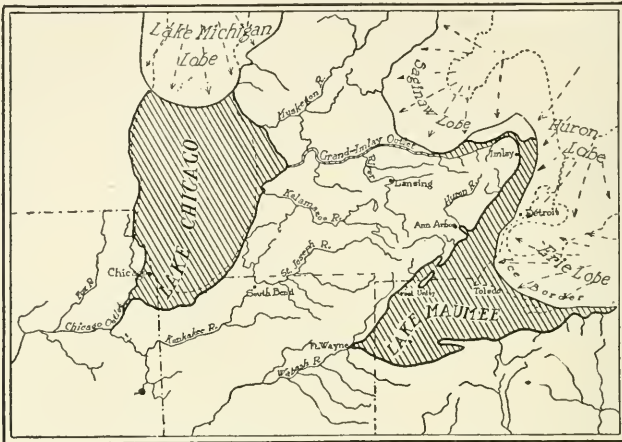 Lake Michigan
Lobe
Saginaw Lobe
Huron
Lobe
Muskegon R.
Grand-Imlay Outlet
Imlay
LAKE CHICAGO
Lansing
Huron R.
Kalamazoo R.
Detroit
Ann Arbor
St. Joseph R.
Erie Lobe
Chicago
Ice Border
Fox R.
South Bend
Toledo
Chicago Outlet
LAKE MAUMEE
Kankakee R.
Ft. Wayne
Wabash R.